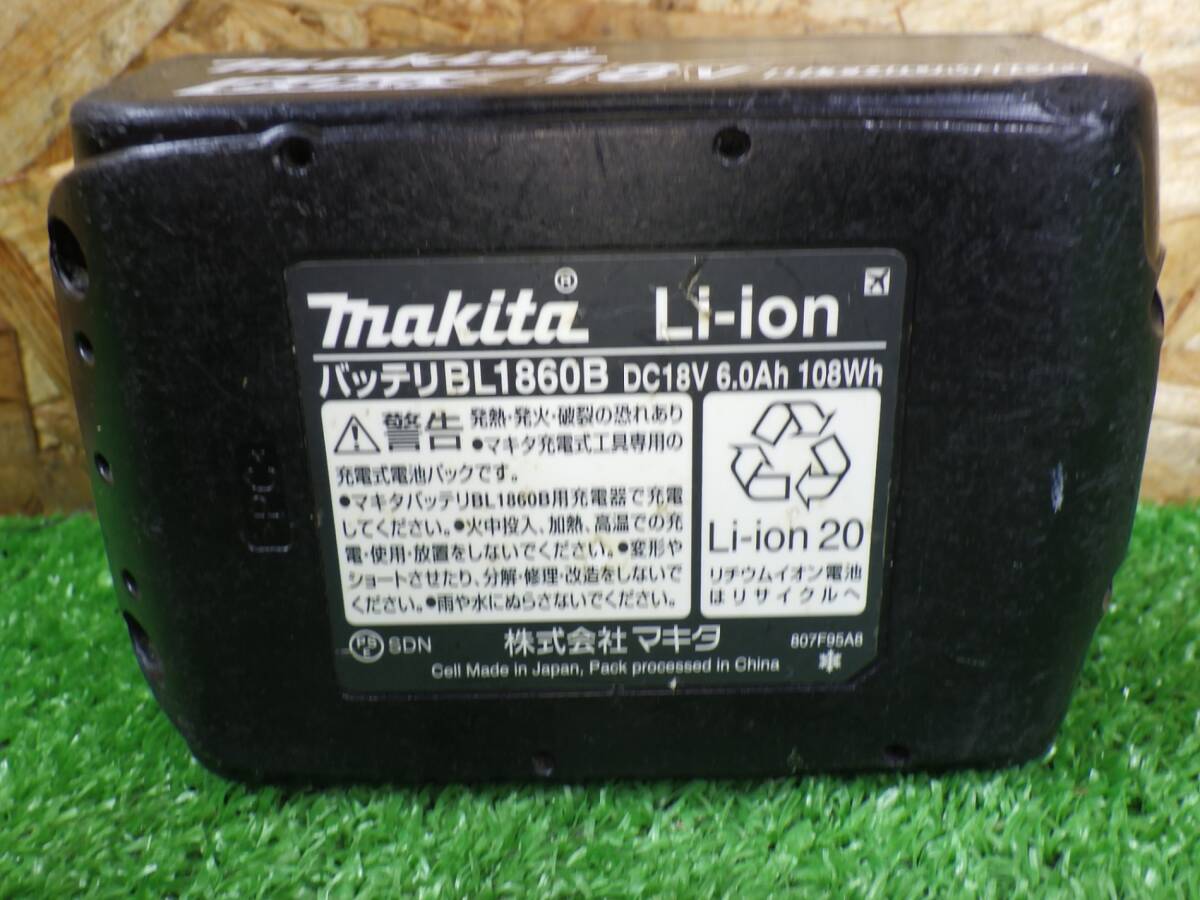 makita
18V
makita® Li-ion
バッテリBL1860B DC18V 6.0Ah 108Wh
警告 発熱・発火・破裂の恐れあり
●マキタ充電式工具専用の
充電式電池パックです。
●マキタバッテリBL1860B用充電器で充電
してください。●火中投入、加熱、高温での充
電・使用・放置をしないでください。●変形や
ショートさせたり、分解・修理・改造をしないで
ください。●雨や水にぬらさないでください。
Li-ion 20
リチウムイオン電池
はリサイクルへ
PS E SDN 株式会社マキタ 807F95A8
Cell Made in Japan, Pack processed in China